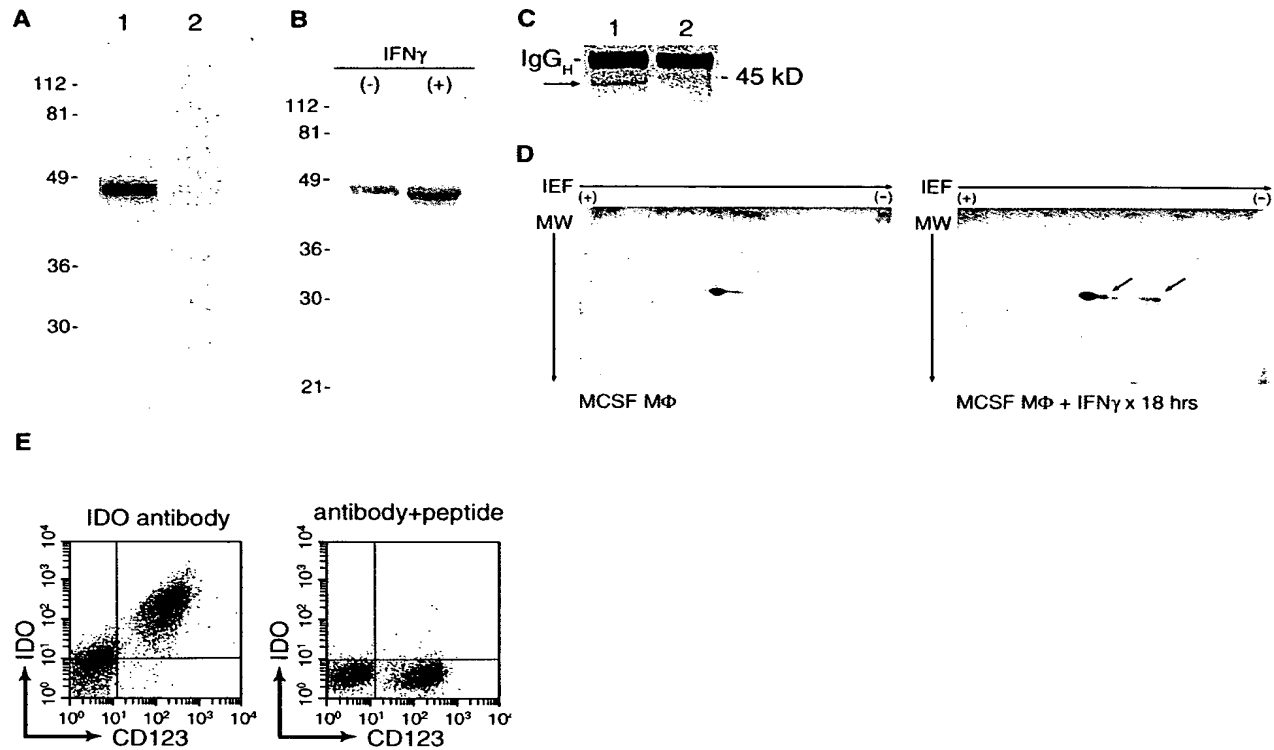 A
1 2
112 -
81 -
49-
36-
30-
B
IFNγ
(-) (+)
112 -
81-
49-
36-
30-
21-
C
1 2
IgG_H-
- 45 kD
D
IEF
(+) (-)
MW
MCSF MΦ
IEF
(+) (-)
MW
MCSF MΦ + IFNγ x 18 hrs
E
IDO antibody
10⁴
10³
10²
10¹
10⁰
IDO
10⁰ 10¹ 10² 10³ 10⁴
CD123
antibody+peptide
10⁴
10³
10²
10¹
10⁰
IDO
10⁰ 10¹ 10² 10³ 10⁴
CD123